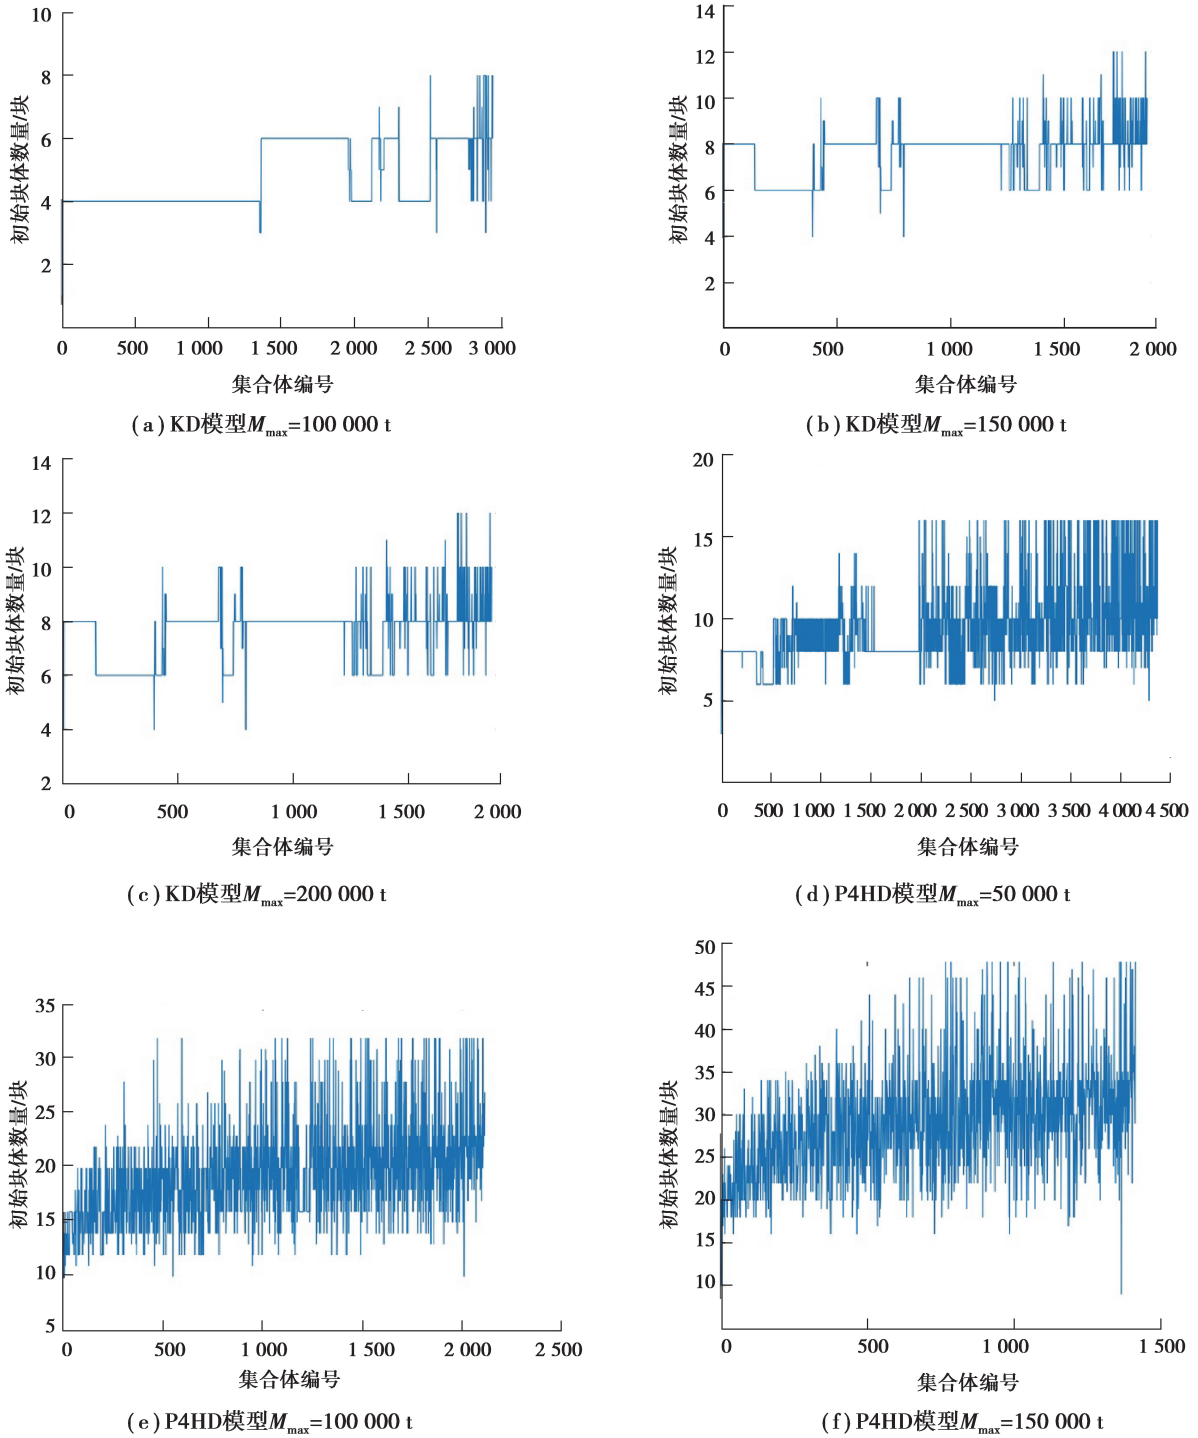 10
8
6
4
2
初始块体数量/块
0 500 1 000 1 500 2 000 2 500 3 000
集合体编号
(a)KD模型Mmax=100 000 t
14
12
10
8
6
4
2
初始块体数量/块
0 500 1 000 1 500 2 000
集合体编号
(b)KD模型Mmax=150 000 t
14
12
10
8
6
4
2
初始块体数量/块
0 500 1 000 1 500 2 000
集合体编号
(c)KD模型Mmax=200 000 t
20
15
10
5
初始块体数量/块
0 500 1 000 1 500 2 000 2 500 3 000 3 500 4 000 4 500
集合体编号
(d)P4HD模型Mmax=50 000 t
35
30
25
20
15
10
5
初始块体数量/块
0 500 1 000 1 500 2 000 2 500
集合体编号
(e)P4HD模型Mmax=100 000 t
50
45
40
35
30
25
20
15
10
初始块体数量/块
0 500 1 000 1 500
集合体编号
(f)P4HD模型Mmax=150 000 t